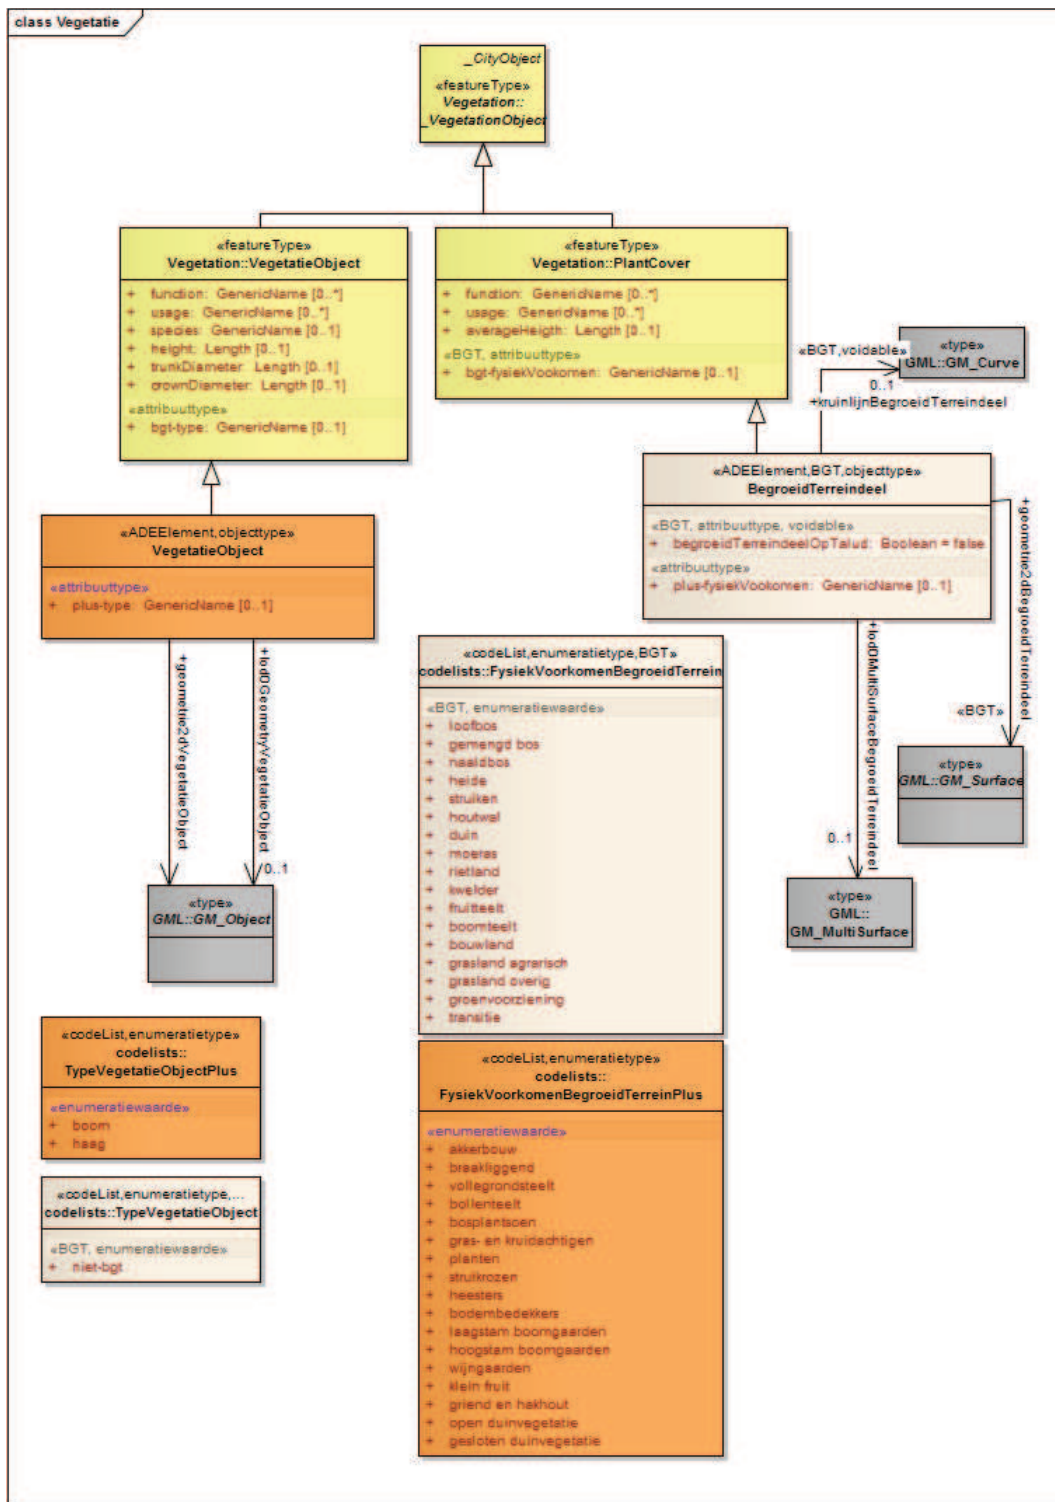 class Vegetatie
_CityObject
«featureType»
Vegetation::
_VegetationObject
«featureType»
Vegetation::VegetatieObject
+ function: GenericName [0..*]
+ usage: GenericName [0..*]
+ species: GenericName [0..1]
+ height: Length [0..1]
+ trunkDiameter: Length [0..1]
+ crownDiameter: Length [0..1]
«attribuuttype»
+ bgt-type: GenericName [0..1]
«featureType»
Vegetation::PlantCover
+ function: GenericName [0..*]
+ usage: GenericName [0..*]
+ averageHeigth: Length [0..1]
«BGT, attribuuttype»
+ bgt-fysiekVookomen: GenericName [0..1]
«type»
GML::GM_Curve
«BGT,voidable»
0..1
+kruinlijnBegroeidTerreindeel
«ADEElement,BGT,objecttype»
BegroeidTerreindeel
«BGT, attribuuttype, voidable»
+ begroeidTerreindeelOpTalud: Boolean = false
«attribuuttype»
+ plus-fysiekVookomen: GenericName [0..1]
«ADEElement,objecttype»
VegetatieObject
«attribuuttype»
+ plus-type: GenericName [0..1]
+geometrie2dVegetatieObject
+lod0GeometryVegetatieObject
0..1
«type»
GML::GM_Object
+geometrie2dBegroeidTerreindeel
«BGT»
«type»
GML::GM_Surface
+lod0MultiSurfaceBegroeidTerreindeel
0..1
«type»
GML::
GM_MultiSurface
«codeList,enumeratietype,BGT»
codelists::FysiekVoorkomenBegroeidTerrein
«BGT, enumeratiewaarde»
+ loofbos
+ gemengd bos
+ naaldbos
+ heide
+ struiken
+ houtwal
+ duin
+ moeras
+ rietland
+ kwelder
+ fruitteelt
+ boomteelt
+ bouwland
+ grasland agrarisch
+ grasland overig
+ groenvoorziening
+ transitie
«codeList,enumeratietype»
codelists::
TypeVegetatieObjectPlus
«enumeratiewaarde»
+ boom
+ haag
«codeList,enumeratietype,...
codelists::TypeVegetatieObject
«BGT, enumeratiewaarde»
+ niet-bgt
«codeList,enumeratietype»
codelists::
FysiekVoorkomenBegroeidTerreinPlus
«enumeratiewaarde»
+ akkerbouw
+ braakliggend
+ vollegrondsteelt
+ bollenteelt
+ bosplantsoen
+ gras- en kruidachtigen
+ planten
+ struikrozen
+ heesters
+ bodembedekkers
+ laagstam boomgaarden
+ hoogstam boomgaarden
+ wijngaarden
+ klein fruit
+ griend en hakhout
+ open duinvegetatie
+ gesloten duinvegetatie